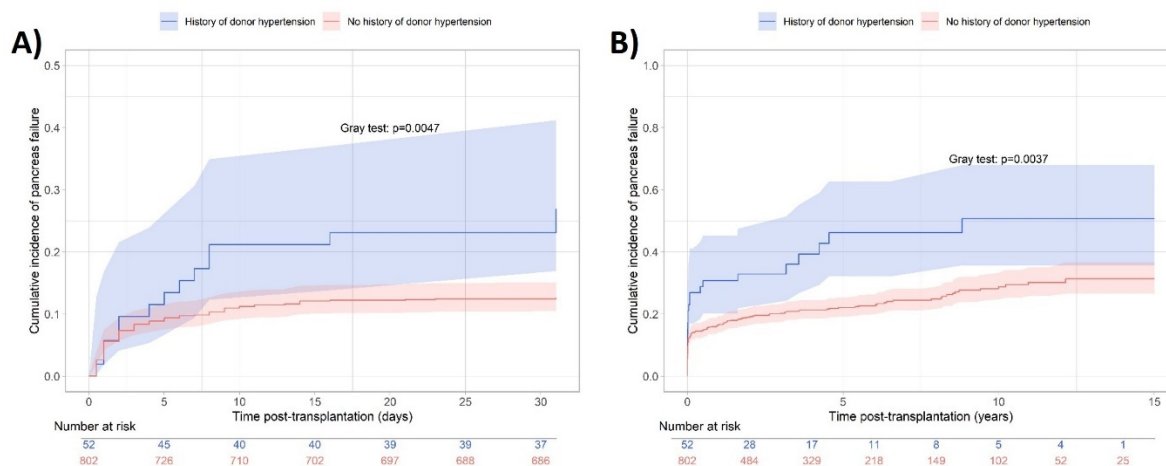 History of donor hypertension No history of donor hypertension
A)
Cumulative incidence of pancreas failure
0.5
0.4
0.3
0.2
0.1
0.0
Gray test: p=0.0047
0 5 10 15 20 25 30
Time post-transplantation (days)
Number at risk
52 45 40 40 39 39 37
802 726 710 702 697 688 686
History of donor hypertension No history of donor hypertension
B)
Cumulative incidence of pancreas failure
1.0
0.8
0.6
0.4
0.2
0.0
Gray test: p=0.0037
0 5 10 15
Time post-transplantation (years)
Number at risk
52 28 17 11 8 5 4 1
802 484 329 218 149 102 52 25